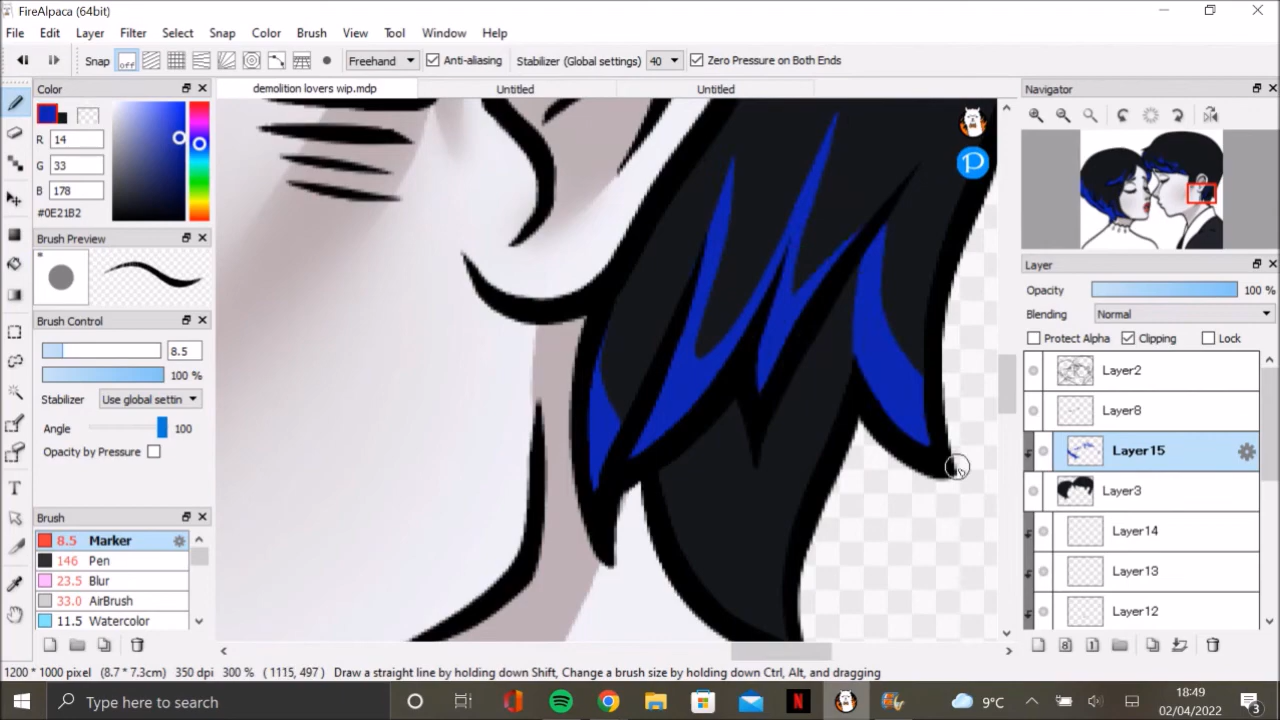 FireAlpaca (64bit)
File Edit Layer Filter Select Snap Color Brush View Tool Window Help
Snap off Freehand Anti-aliasing Stabilizer (Global settings) 40 Zero Pressure on Both Ends
Color
demolition lovers wip.mdp Untitled Untitled
Navigator
R 14
G 33
B 178
#0E21B2
Brush Preview
Layer
Opacity 100 %
Blending Normal
Protect Alpha Clipping Lock
Brush Control
8.5
100 %
Stabilizer Use global settin
Angle 100
Opacity by Pressure
Layer2
Layer8
Layer15
Layer3
Layer14
Layer13
Layer12
Brush
8.5 Marker
146 Pen
23.5 Blur
33.0 AirBrush
11.5 Watercolor
1200 * 1000 pixel (8.7 * 7.3cm) 350 dpi 300 % ( 1115, 497 ) Draw a straight line by holding down Shift, Change a brush size by holding down Ctrl, Alt, and dragging
Type here to search
9°C
18:49
02/04/2022
3